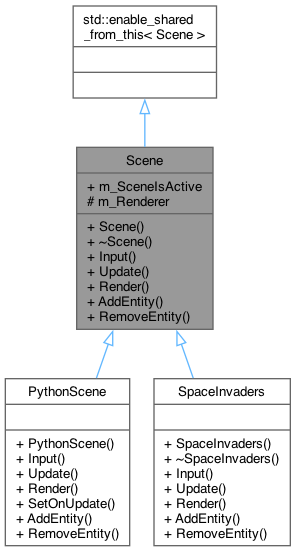 std::enable_shared
_from_this< Scene >
Scene
+ m_SceneIsActive
# m_Renderer
+ Scene()
+ ~Scene()
+ Input()
+ Update()
+ Render()
+ AddEntity()
+ RemoveEntity()
PythonScene
+ PythonScene()
+ Input()
+ Update()
+ Render()
+ SetOnUpdate()
+ AddEntity()
+ RemoveEntity()
SpaceInvaders
+ SpaceInvaders()
+ ~SpaceInvaders()
+ Input()
+ Update()
+ Render()
+ AddEntity()
+ RemoveEntity()